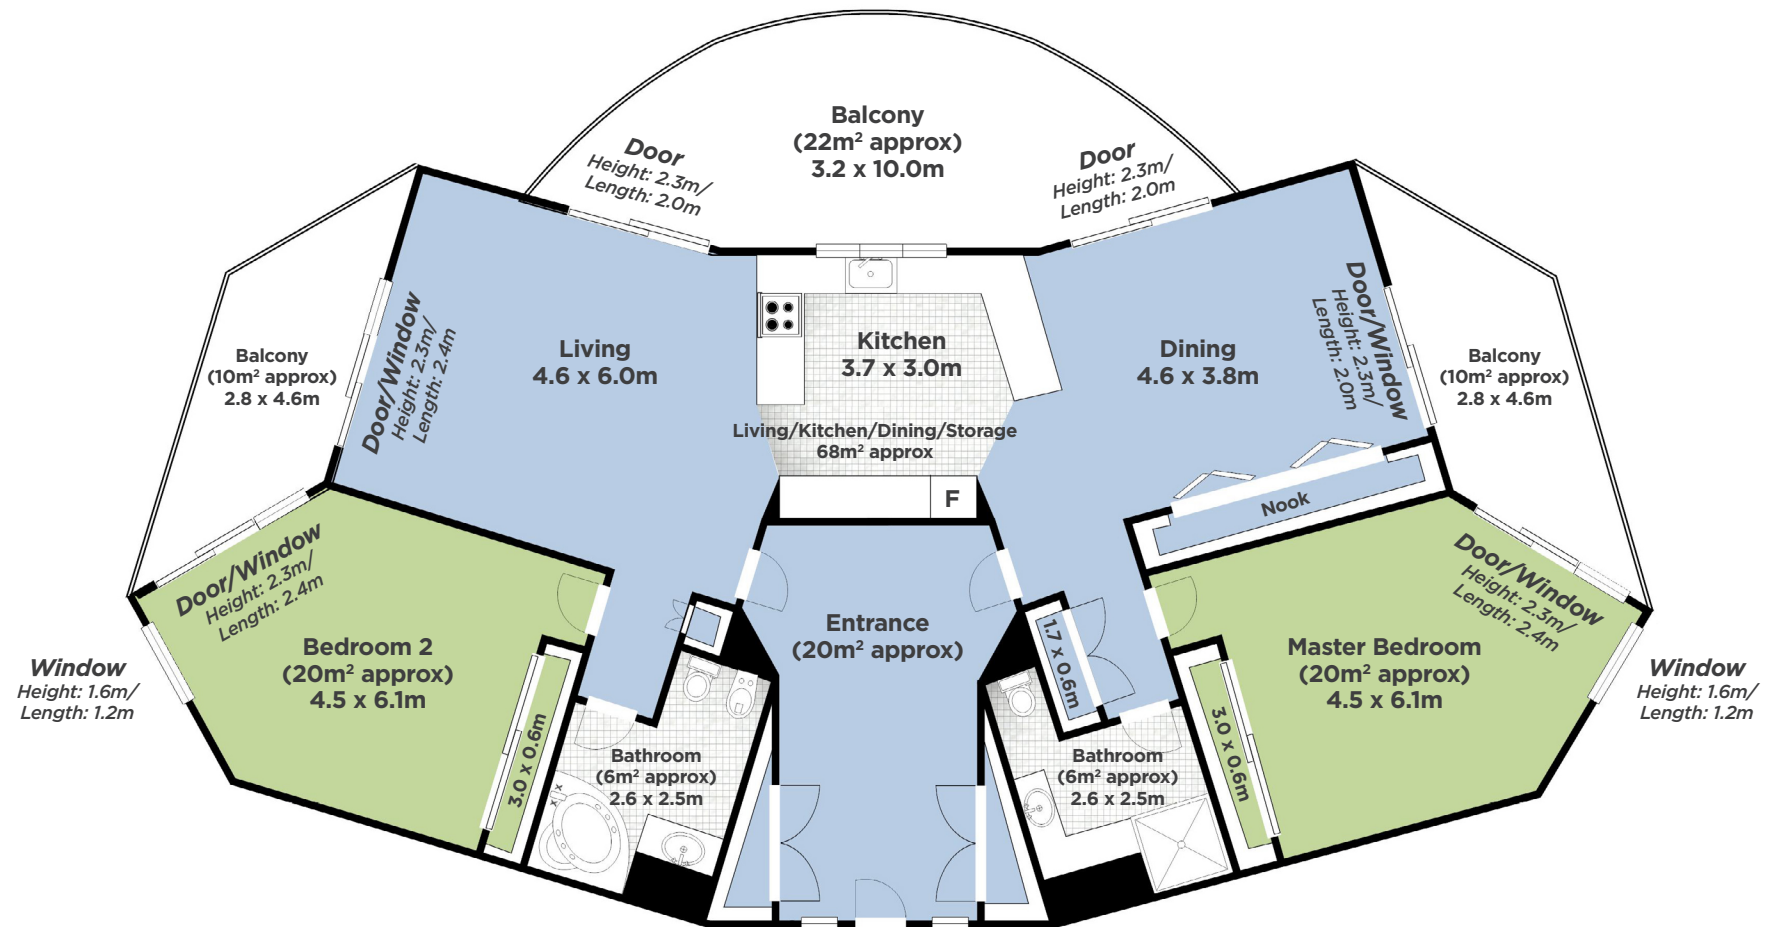 Balcony
(22m² approx)
3.2 x 10.0m
Door
Height: 2.3m/
Length: 2.0m
Door
Height: 2.3m/
Length: 2.0m
Balcony
(10m² approx)
2.8 x 4.6m
Door/Window
Height: 2.3m/
Length: 2.4m
Living
4.6 x 6.0m
Kitchen
3.7 x 3.0m
Living/Kitchen/Dining/Storage
68m² approx
F
Dining
4.6 x 3.8m
Door/Window
Height: 2.3m/
Length: 2.0m
Balcony
(10m² approx)
2.8 x 4.6m
Nook
Door/Window
Height: 2.3m/
Length: 2.4m
Door/Window
Height: 2.3m/
Length: 2.4m
Window
Height: 1.6m/
Length: 1.2m
Bedroom 2
(20m² approx)
4.5 x 6.1m
3.0 x 0.6m
Bathroom
(6m² approx)
2.6 x 2.5m
Entrance
(20m² approx)
1.7 x 0.6m
Bathroom
(6m² approx)
2.6 x 2.5m
3.0 x 0.6m
Master Bedroom
(20m² approx)
4.5 x 6.1m
Window
Height: 1.6m/
Length: 1.2m